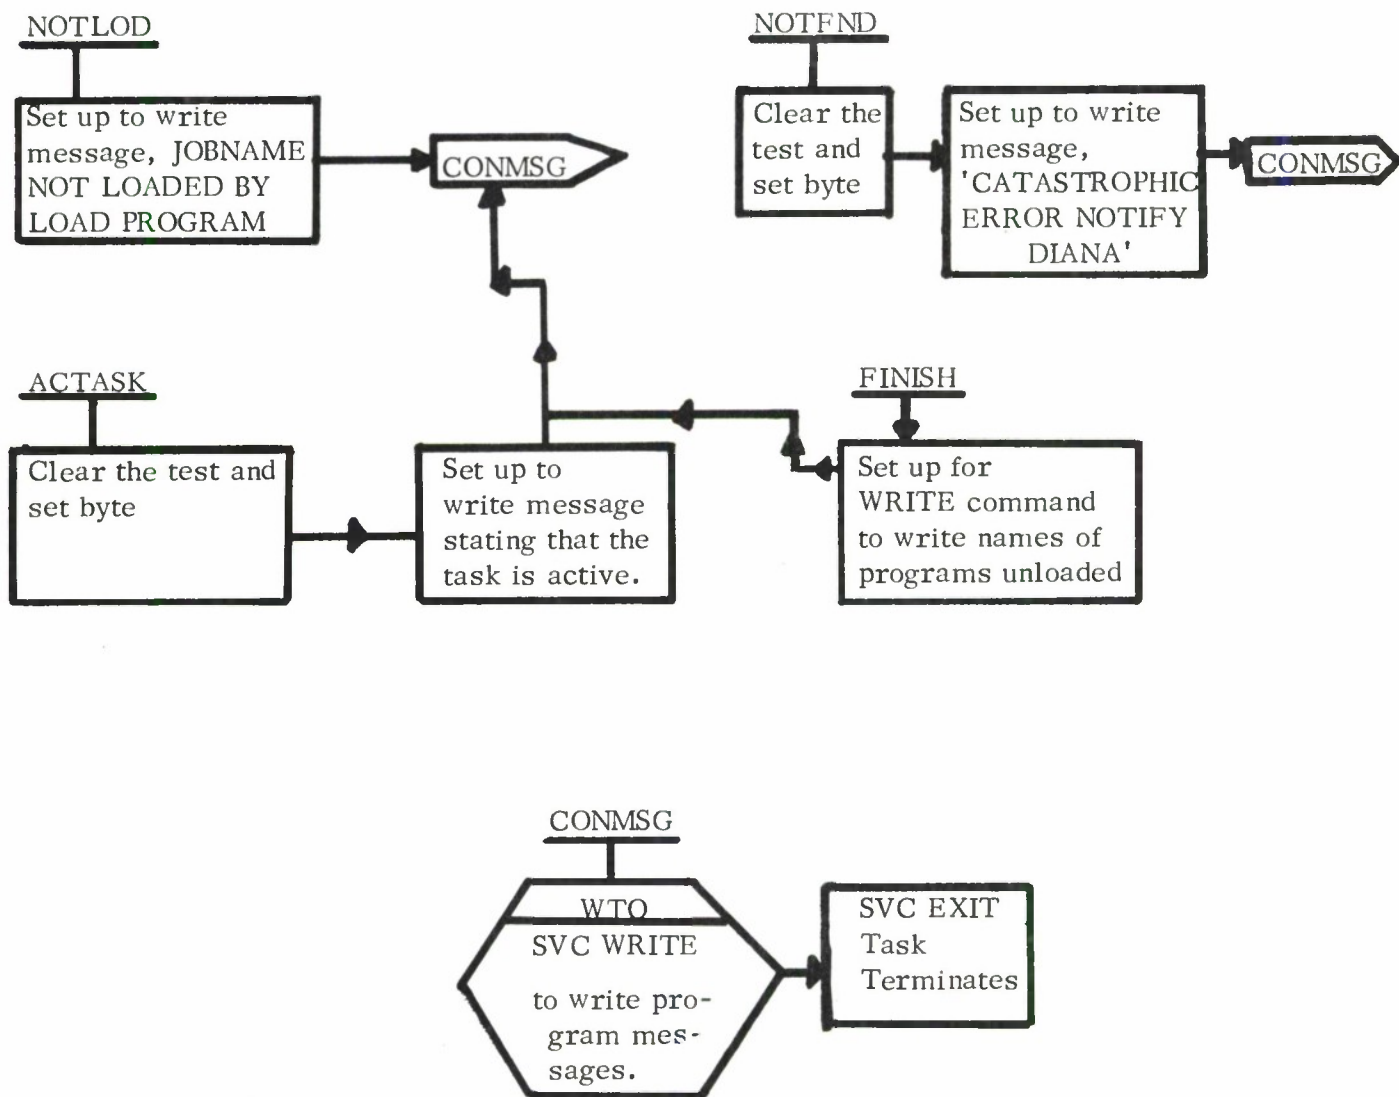 NOTLOD
Set up to write
message, JOBNAME
NOT LOADED BY
LOAD PROGRAM
CONMSG
NOTFND
Clear the
test and
set byte
Set up to write
message,
'CATASTROPHIC
ERROR NOTIFY
DIANA'
CONMSG
ACTASK
Clear the test and
set byte
Set up to
write message
stating that the
task is active.
FINISH
Set up for
WRITE command
to write names of
programs unloaded
CONMSG
WTO
SVC WRITE
to write pro-
gram mes-
sages.
SVC EXIT
Task
Terminates